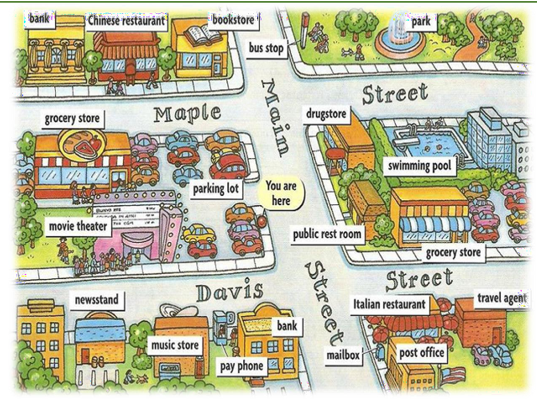 bank
Chinese restaurant
bookstore
bus stop
park
Maple
Main
Street
grocery store
drugstore
swimming pool
parking lot
You are
here
movie theater
public rest room
grocery store
Davis
Street
Street
newsstand
Italian restaurant
travel agent
music store
bank
mailbox
post office
pay phone